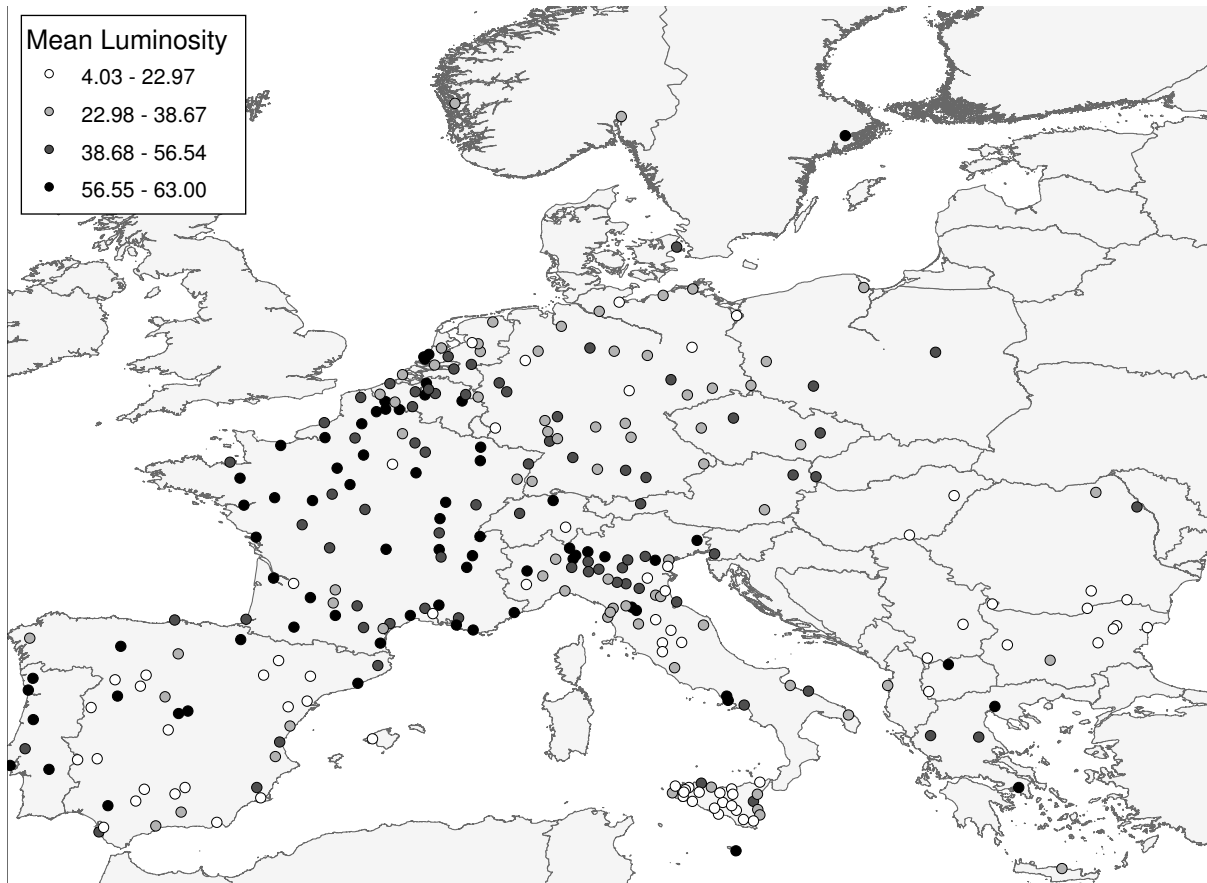 Mean Luminosity
4.03 - 22.97
22.98 - 38.67
38.68 - 56.54
56.55 - 63.00